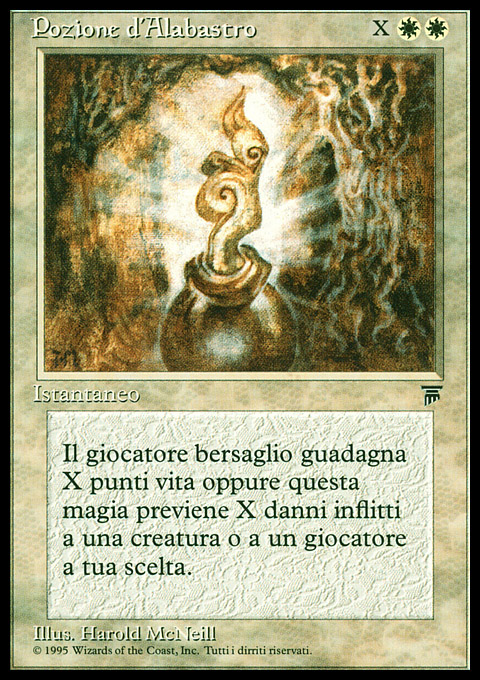 Pozione d'Alabastro X
Istantaneo
Il giocatore bersaglio guadagna
X punti vita oppure questa
magia previene X danni inflitti
a una creatura o a un giocatore
a tua scelta.
Illus. Harold McNeill
© 1995 Wizards of the Coast, Inc. Tutti i dirriti riservati.